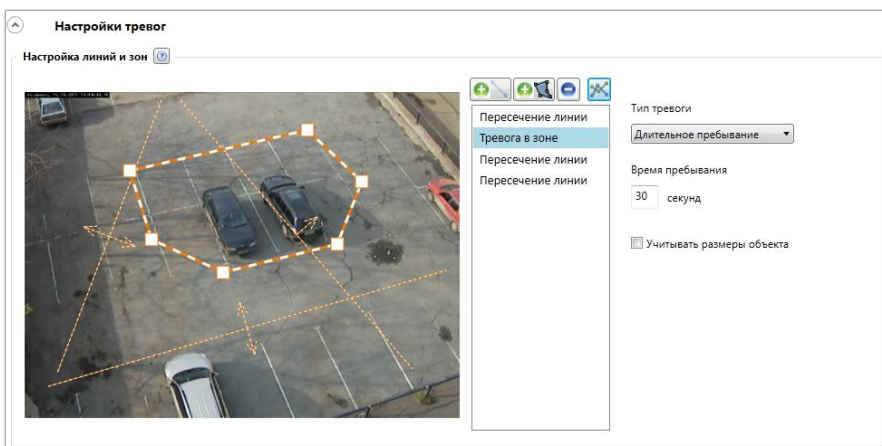 Настройки тревог
Настройка линий и зон
Пересечение линии
Тревога в зоне
Пересечение линии
Пересечение линии
Тип тревоги
Длительное пребывание
Время пребывания
30 секунд
Учитывать размеры объекта